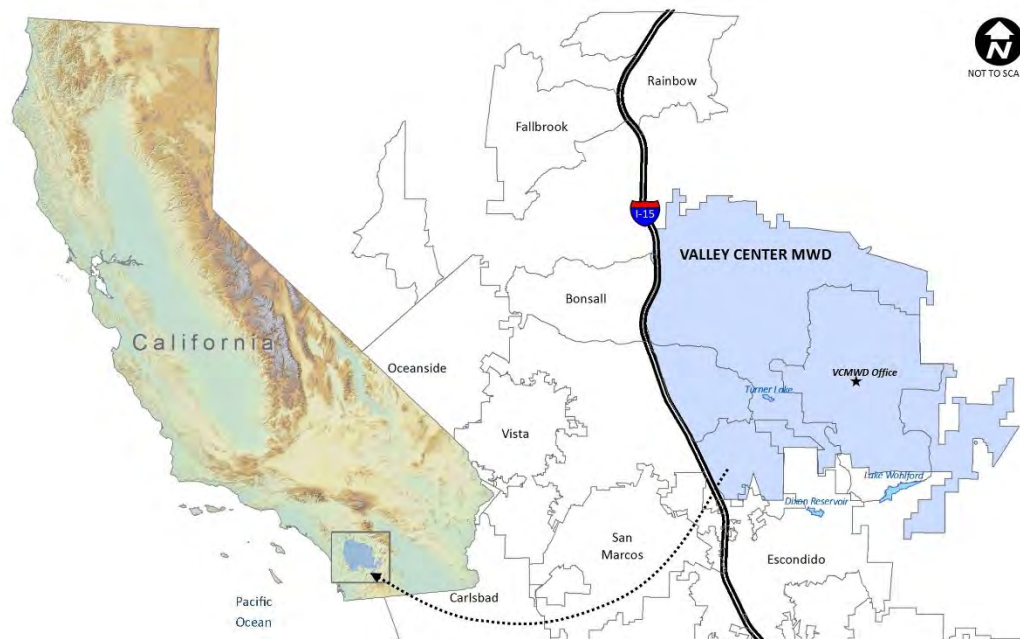 N
NOT TO SCA
Rainbow
Fallbrook
I-15
VALLEY CENTER MWD
Bonsall
California
Oceanside
VCMWD Office
Turner Lake
Vista
Lake Wohlford
Dixon Reservoir
San
Marcos
Escondido
Carlsbad
Pacific
Ocean